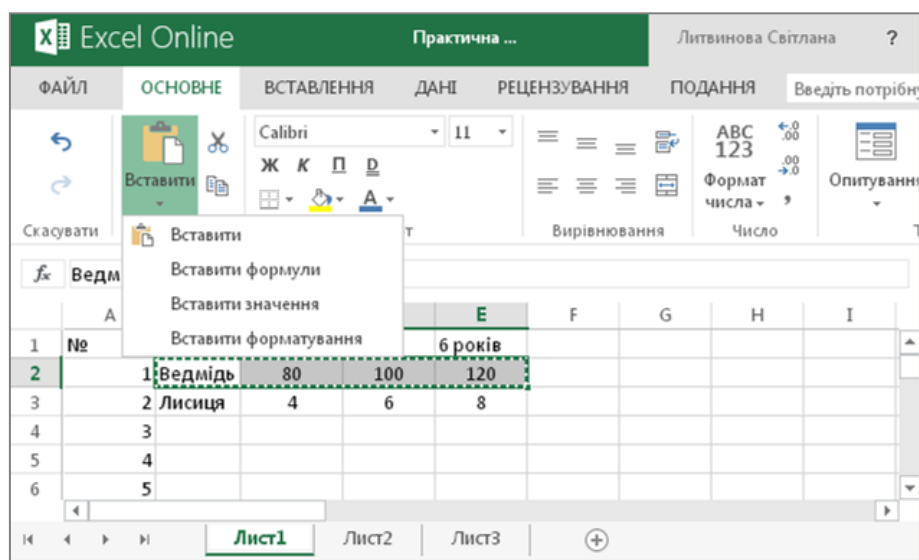 Excel Online Практична ... Литвинова Світлана ?
ФАЙЛ ОСНОВНЕ ВСТАВЛЕННЯ ДАНІ РЕЦЕНЗУВАННЯ ПОДАННЯ Введіть потрібну
Calibri 11 ABC
123
Вставити Формат Опитування
Ж К П D
А числа
Скасувати Вирівнювання Число
Вставити
Вставити формули
Вставити значення
Вставити форматування
fx Ведм
A E F G H I
1 № 6 років
2 1 Ведмідь 80 100 120
3 2 Лисиця 4 6 8
4 3
5 4
6 5
Лист1 Лист2 Лист3